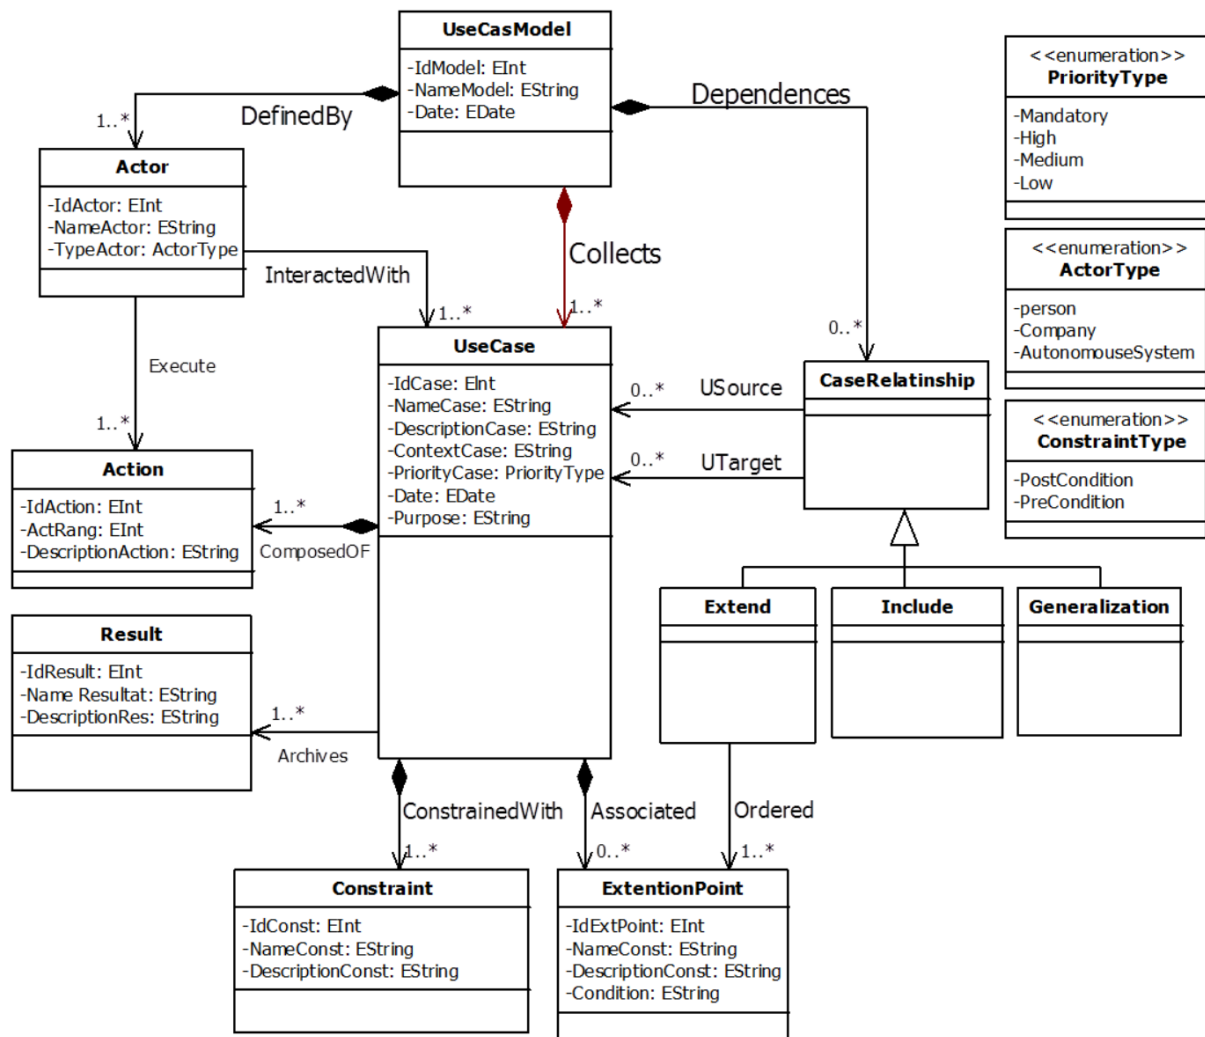 UseCasModel
-IdModel: EInt
-NameModel: EString
-Date: EDate
DefinedBy
1..*
Dependences
0..*
Collects
1..*
Actor
-IdActor: EInt
-NameActor: EString
-TypeActor: ActorType
InteractedWith
1..*
Execute
1..*
<<enumeration>>
PriorityType
-Mandatory
-High
-Medium
-Low
<<enumeration>>
ActorType
-person
-Company
-AutonomouseSystem
<<enumeration>>
ConstraintType
-PostCondition
-PreCondition
UseCase
-IdCase: EInt
-NameCase: EString
-DescriptionCase: EString
-ContextCase: EString
-PriorityCase: PriorityType
-Date: EDate
-Purpose: EString
CaseRelatinship
0..*
USource
0..*
UTarget
Action
-IdAction: EInt
-ActRang: EInt
-DescriptionAction: EString
1..*
ComposedOF
Extend
Include
Generalization
Result
-IdResult: EInt
-Name Resultat: EString
-DescriptionRes: EString
1..*
Archives
ConstrainedWith
1..*
Associated
0..*
Ordered
1..*
Constraint
-IdConst: EInt
-NameConst: EString
-DescriptionConst: EString
ExtentionPoint
-IdExtPoint: EInt
-NameConst: EString
-DescriptionConst: EString
-Condition: EString